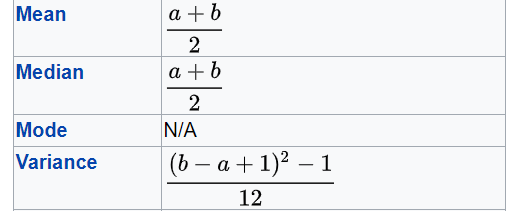 Mean (a + b)/2
Median (a + b)/2
Mode N/A
Variance ((b − a + 1)² − 1)/12